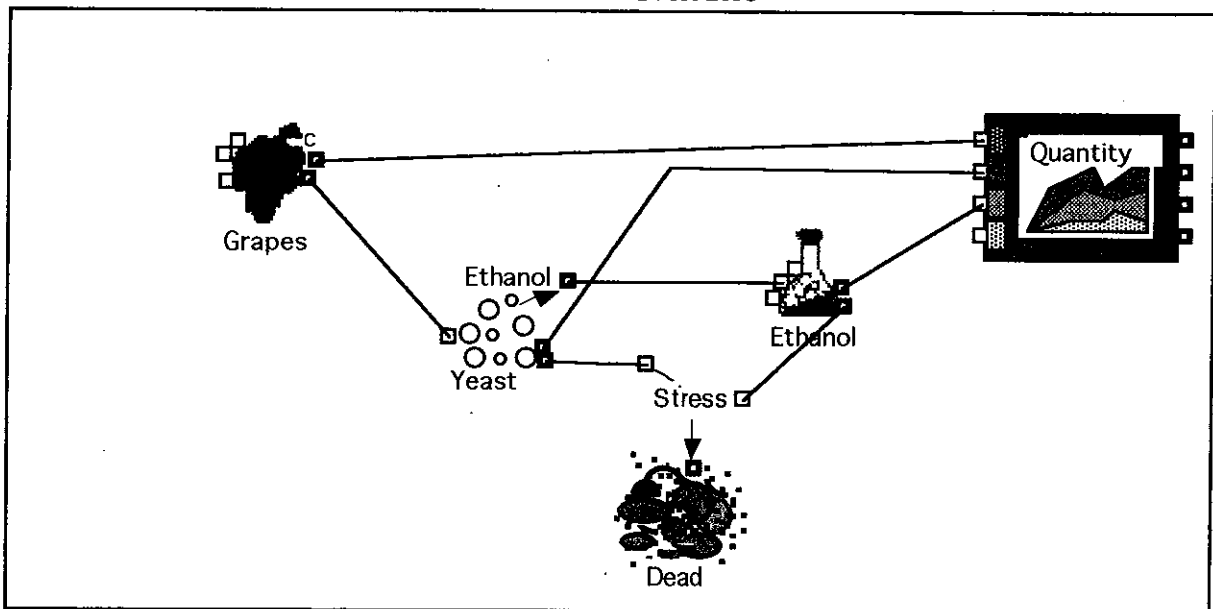 C
Quantity
Grapes
Ethanol
Ethanol
Yeast
Stress
Dead